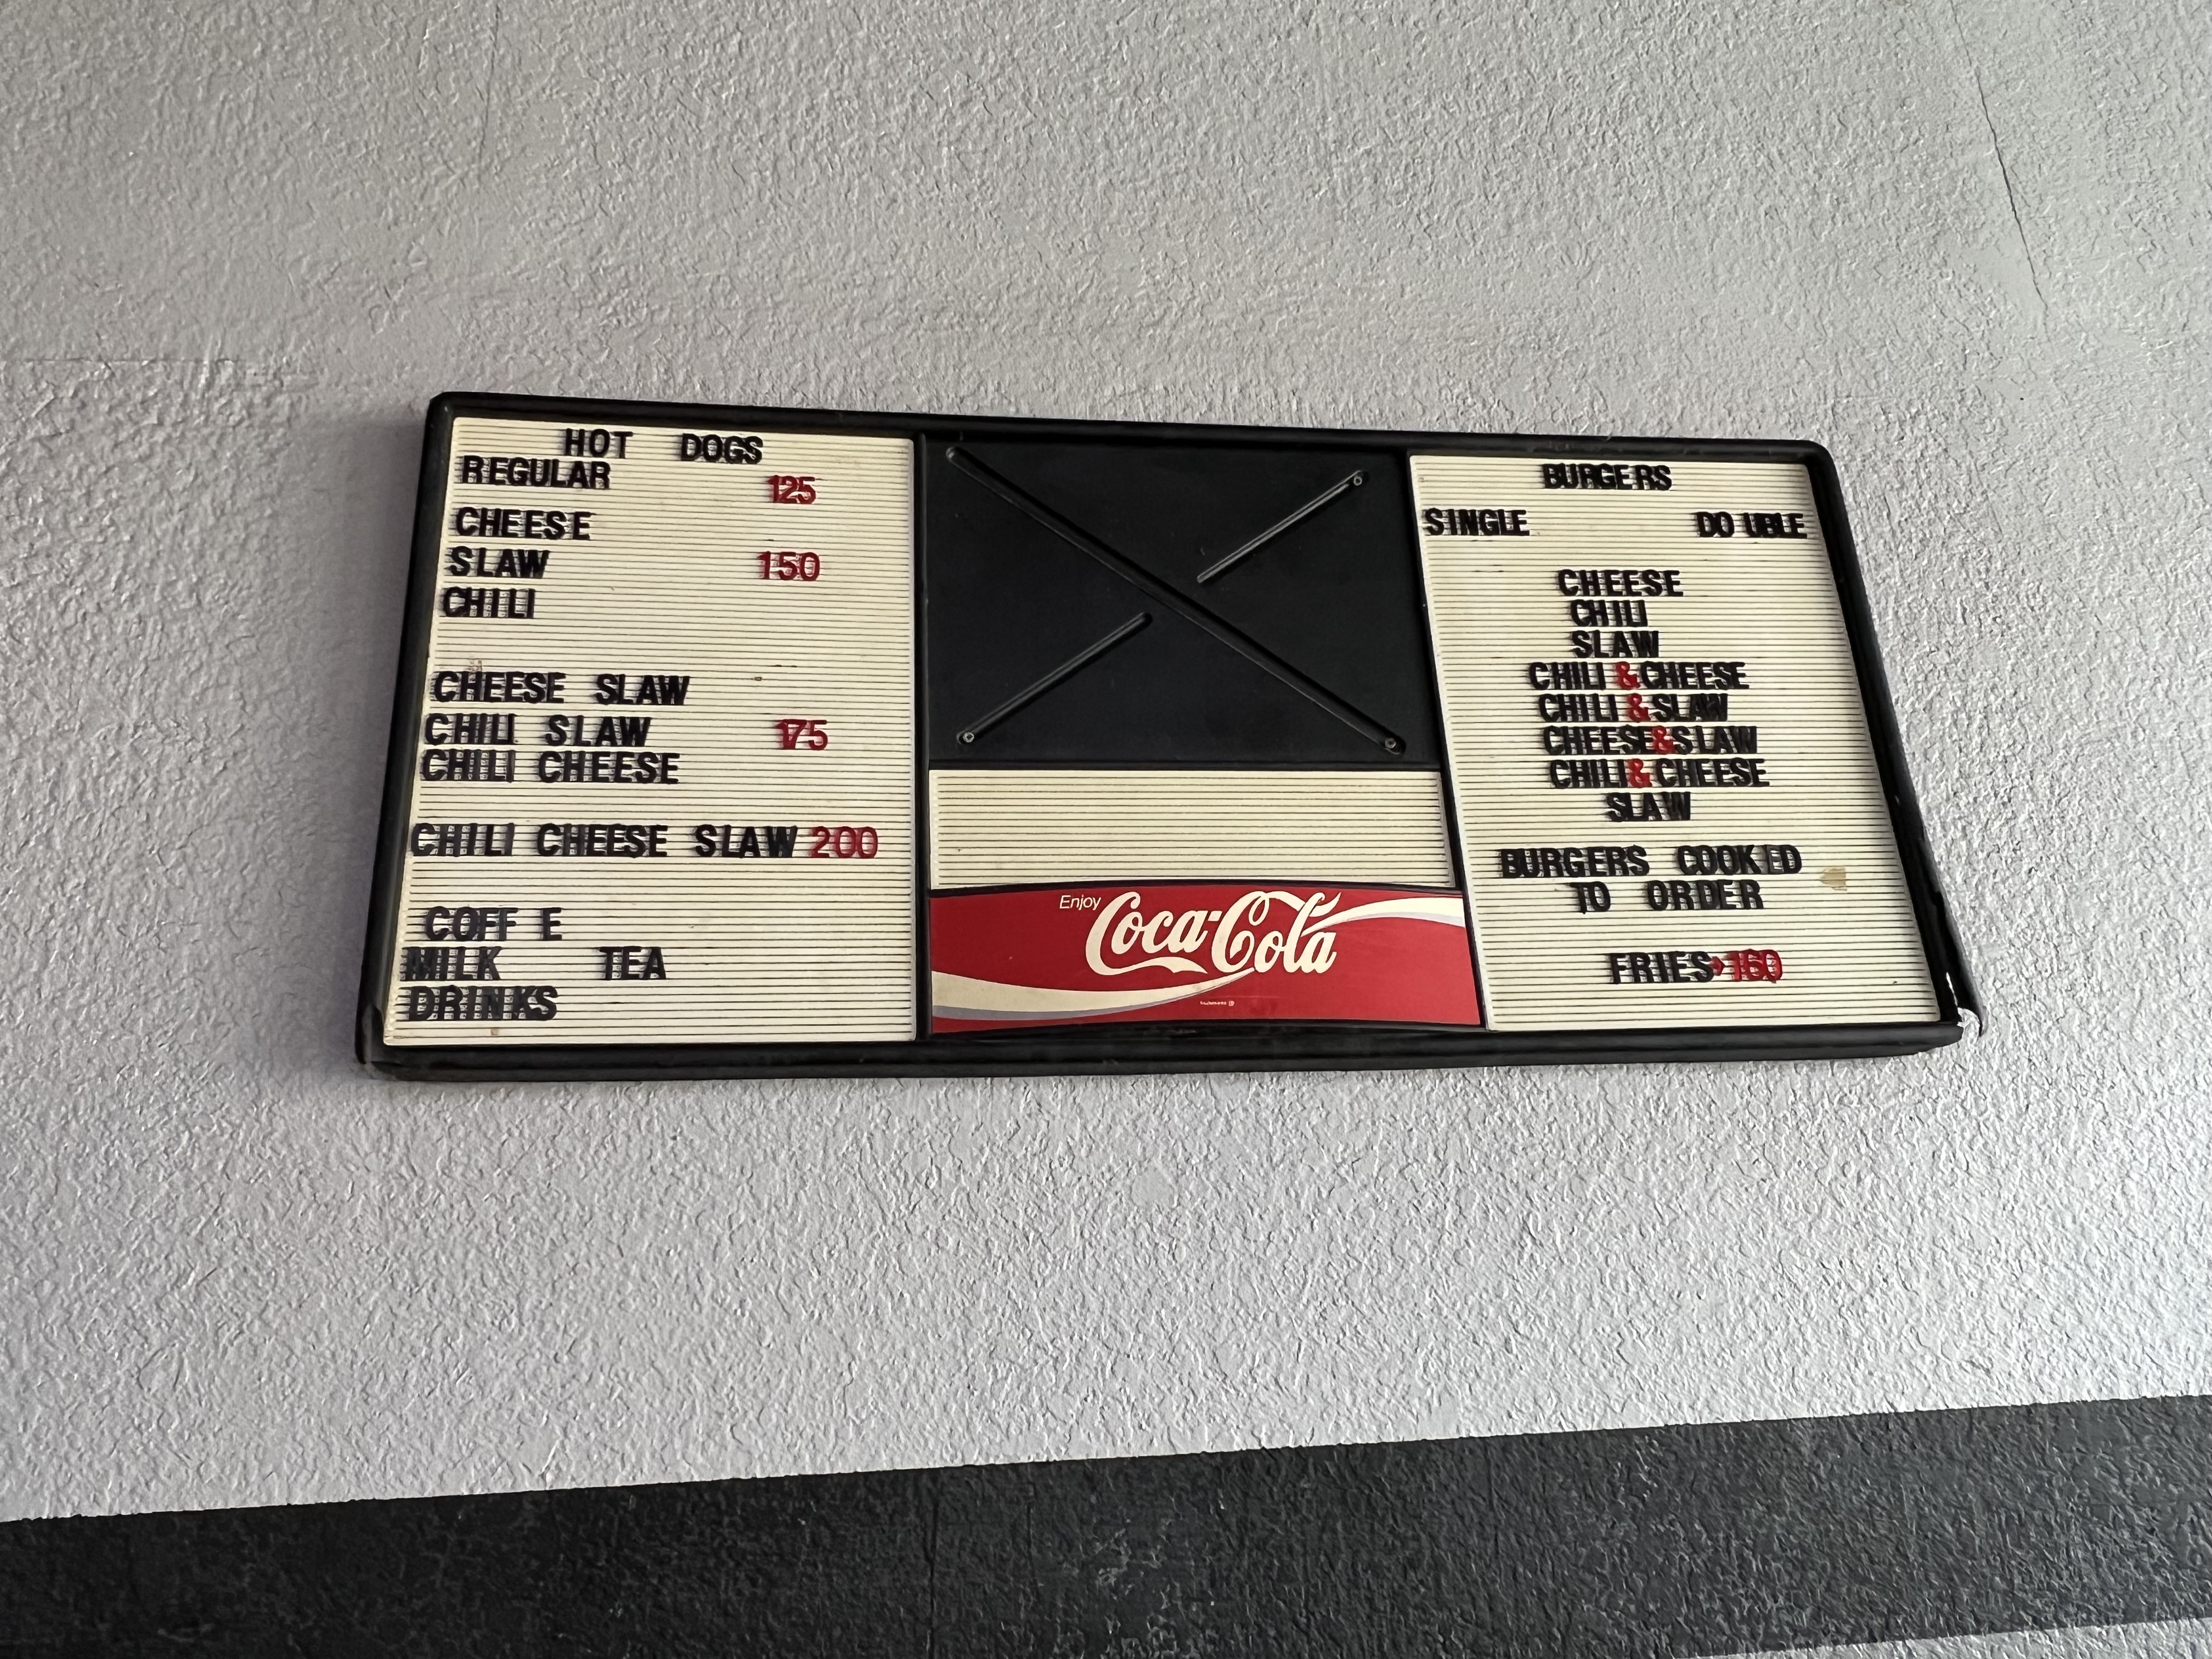 HOT DOGS
REGULAR 125
CHEESE
SLAW 150
CHILI
CHEESE SLAW
CHILI SLAW 175
CHILI CHEESE
CHILI CHEESE SLAW 200
COFF E
MILK TEA
DRINKS
Enjoy
Coca-Cola
BURGERS
SINGLE DO UBLE
CHEESE
CHILI
SLAW
CHILI & CHEESE
CHILI & SLAW
CHEESE & SLAW
CHILI & CHEESE
SLAW
BURGERS COOKED
TO ORDER
FRIES 160